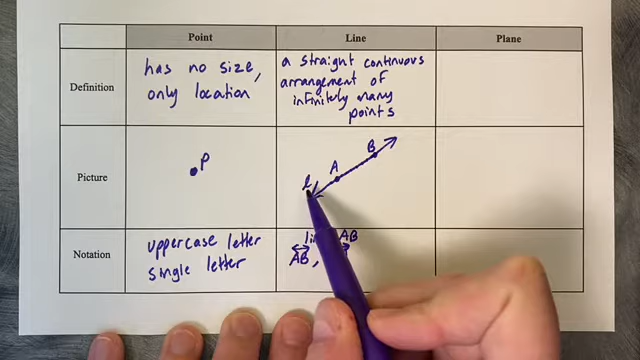 Point
Line
Plane
Definition
has no size,
only location
a straight continuous
arrangement of
infinitely many
points
Picture
P
l
A
B
Notation
uppercase letter
single letter
AB
AB,